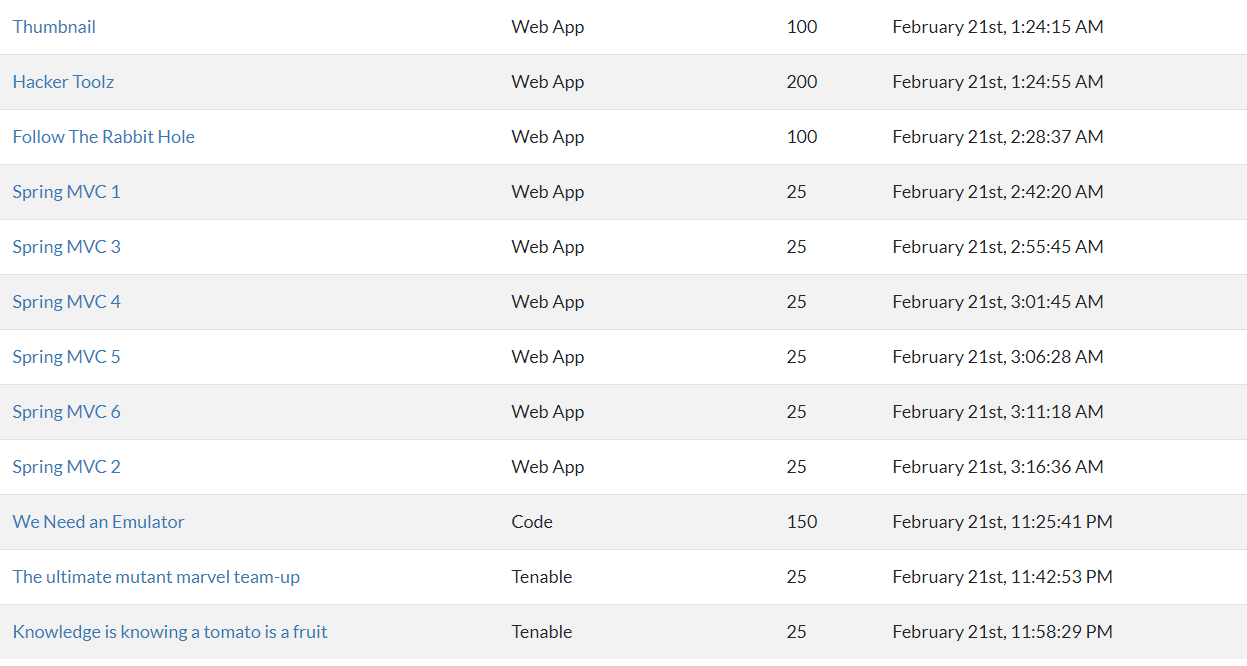 Thumbnail Web App 100 February 21st, 1:24:15 AM
Hacker Toolz Web App 200 February 21st, 1:24:55 AM
Follow The Rabbit Hole Web App 100 February 21st, 2:28:37 AM
Spring MVC 1 Web App 25 February 21st, 2:42:20 AM
Spring MVC 3 Web App 25 February 21st, 2:55:45 AM
Spring MVC 4 Web App 25 February 21st, 3:01:45 AM
Spring MVC 5 Web App 25 February 21st, 3:06:28 AM
Spring MVC 6 Web App 25 February 21st, 3:11:18 AM
Spring MVC 2 Web App 25 February 21st, 3:16:36 AM
We Need an Emulator Code 150 February 21st, 11:25:41 PM
The ultimate mutant marvel team-up Tenable 25 February 21st, 11:42:53 PM
Knowledge is knowing a tomato is a fruit Tenable 25 February 21st, 11:58:29 PM